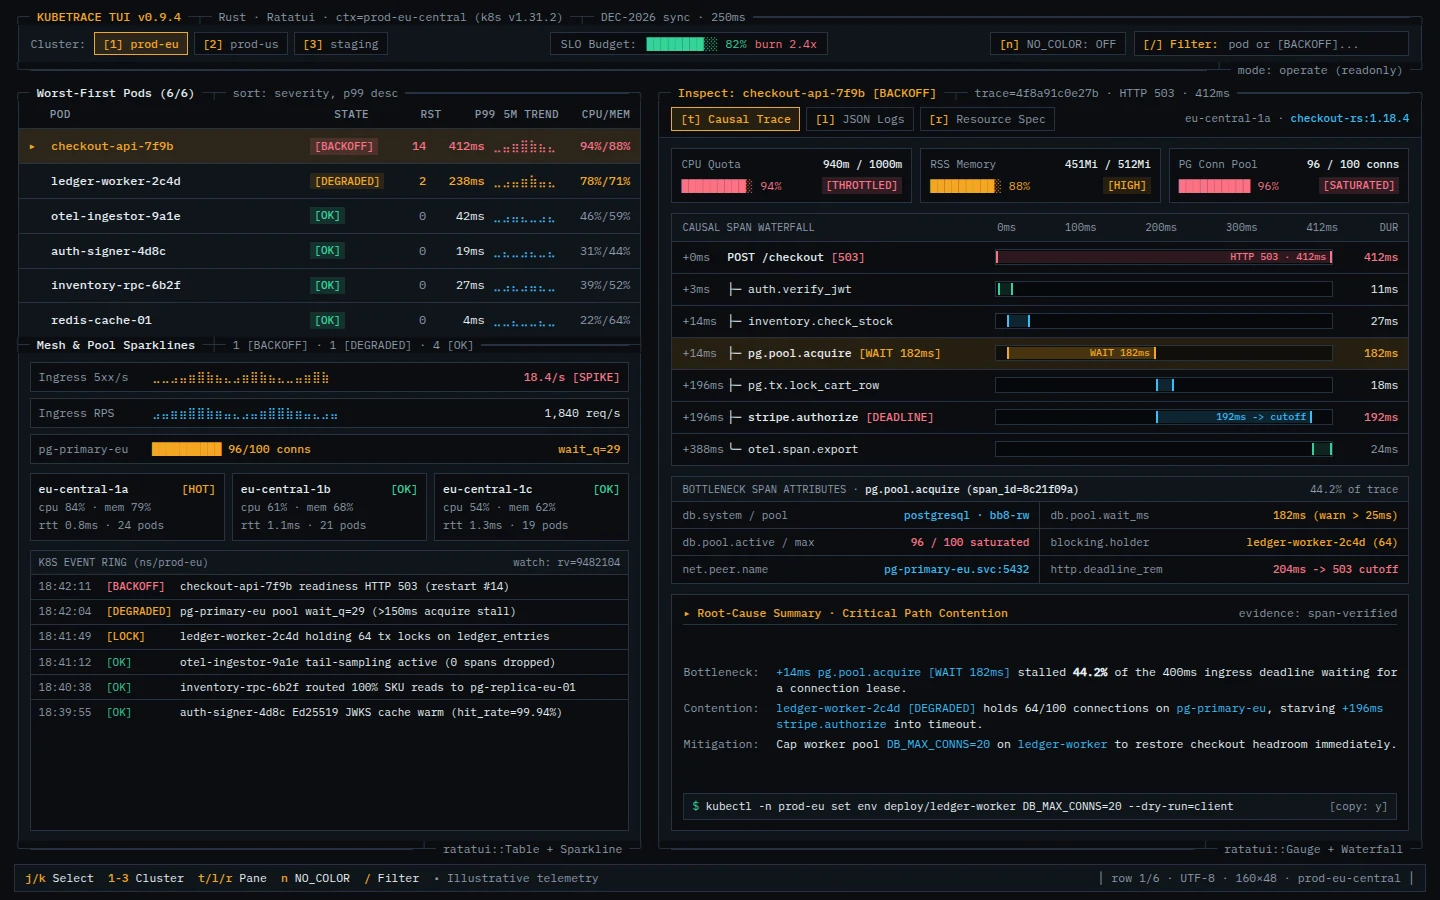 KUBETRACE TUI v0.9.4 Rust · Ratatui · ctx=prod-eu-central (k8s v1.31.2) DEC-2026 sync · 250ms
Cluster: [1] prod-eu [2] prod-us [3] staging SLO Budget: 82% burn 2.4x [n] NO_COLOR: OFF [/] Filter: pod or [BACKOFF]...
mode: operate (readonly)
Worst-First Pods (6/6) sort: severity, p99 desc
POD STATE RST P99 5M TREND CPU/MEM
▸ checkout-api-7f9b [BACKOFF] 14 412ms 94%/88%
ledger-worker-2c4d [DEGRADED] 2 238ms 78%/71%
otel-ingestor-9a1e [OK] 0 42ms 46%/59%
auth-signer-4d8c [OK] 0 19ms 31%/44%
inventory-rpc-6b2f [OK] 0 27ms 39%/52%
redis-cache-01 [OK] 0 4ms 22%/64%
Mesh & Pool Sparklines 1 [BACKOFF] · 1 [DEGRADED] · 4 [OK]
Ingress 5xx/s 18.4/s [SPIKE]
Ingress RPS 1,840 req/s
pg-primary-eu 96/100 conns wait_q=29
eu-central-1a [HOT]
cpu 84% · mem 79%
rtt 0.8ms · 24 pods
eu-central-1b [OK]
cpu 61% · mem 68%
rtt 1.1ms · 21 pods
eu-central-1c [OK]
cpu 54% · mem 62%
rtt 1.3ms · 19 pods
K8S EVENT RING (ns/prod-eu) watch: rv=9482104
18:42:11 [BACKOFF] checkout-api-7f9b readiness HTTP 503 (restart #14)
18:42:04 [DEGRADED] pg-primary-eu pool wait_q=29 (>150ms acquire stall)
18:41:49 [LOCK] ledger-worker-2c4d holding 64 tx locks on ledger_entries
18:41:12 [OK] otel-ingestor-9a1e tail-sampling active (0 spans dropped)
18:40:38 [OK] inventory-rpc-6b2f routed 100% SKU reads to pg-replica-eu-01
18:39:55 [OK] auth-signer-4d8c Ed25519 JWKS cache warm (hit_rate=99.94%)
ratatui::Table + Sparkline
Inspect: checkout-api-7f9b [BACKOFF] trace=4f8a91c0e27b · HTTP 503 · 412ms
[t] Causal Trace [l] JSON Logs [r] Resource Spec eu-central-1a · checkout-rs:1.18.4
CPU Quota 940m / 1000m
94% [THROTTLED]
RSS Memory 451Mi / 512Mi
88% [HIGH]
PG Conn Pool 96 / 100 conns
96% [SATURATED]
CAUSAL SPAN WATERFALL 0ms 100ms 200ms 300ms 412ms DUR
+0ms POST /checkout [503] HTTP 503 · 412ms 412ms
+3ms ├─ auth.verify_jwt 11ms
+14ms ├─ inventory.check_stock 27ms
+14ms ├─ pg.pool.acquire [WAIT 182ms] WAIT 182ms 182ms
+196ms ├─ pg.tx.lock_cart_row 18ms
+196ms ├─ stripe.authorize [DEADLINE] 192ms -> cutoff 192ms
+388ms └─ otel.span.export 24ms
BOTTLENECK SPAN ATTRIBUTES · pg.pool.acquire (span_id=8c21f09a) 44.2% of trace
db.system / pool postgresql · bb8-rw db.pool.wait_ms 182ms (warn > 25ms)
db.pool.active / max 96 / 100 saturated blocking.holder ledger-worker-2c4d (64)
net.peer.name pg-primary-eu.svc:5432 http.deadline_rem 204ms -> 503 cutoff
▸ Root-Cause Summary · Critical Path Contention evidence: span-verified
Bottleneck: +14ms pg.pool.acquire [WAIT 182ms] stalled 44.2% of the 400ms ingress deadline waiting for
a connection lease.
Contention: ledger-worker-2c4d [DEGRADED] holds 64/100 connections on pg-primary-eu, starving +196ms
stripe.authorize into timeout.
Mitigation: Cap worker pool DB_MAX_CONNS=20 on ledger-worker to restore checkout headroom immediately.
$ kubectl -n prod-eu set env deploy/ledger-worker DB_MAX_CONNS=20 --dry-run=client [copy: y]
ratatui::Gauge + Waterfall
j/k Select 1-3 Cluster t/l/r Pane n NO_COLOR / Filter • Illustrative telemetry │ row 1/6 · UTF-8 · 160×48 · prod-eu-central │